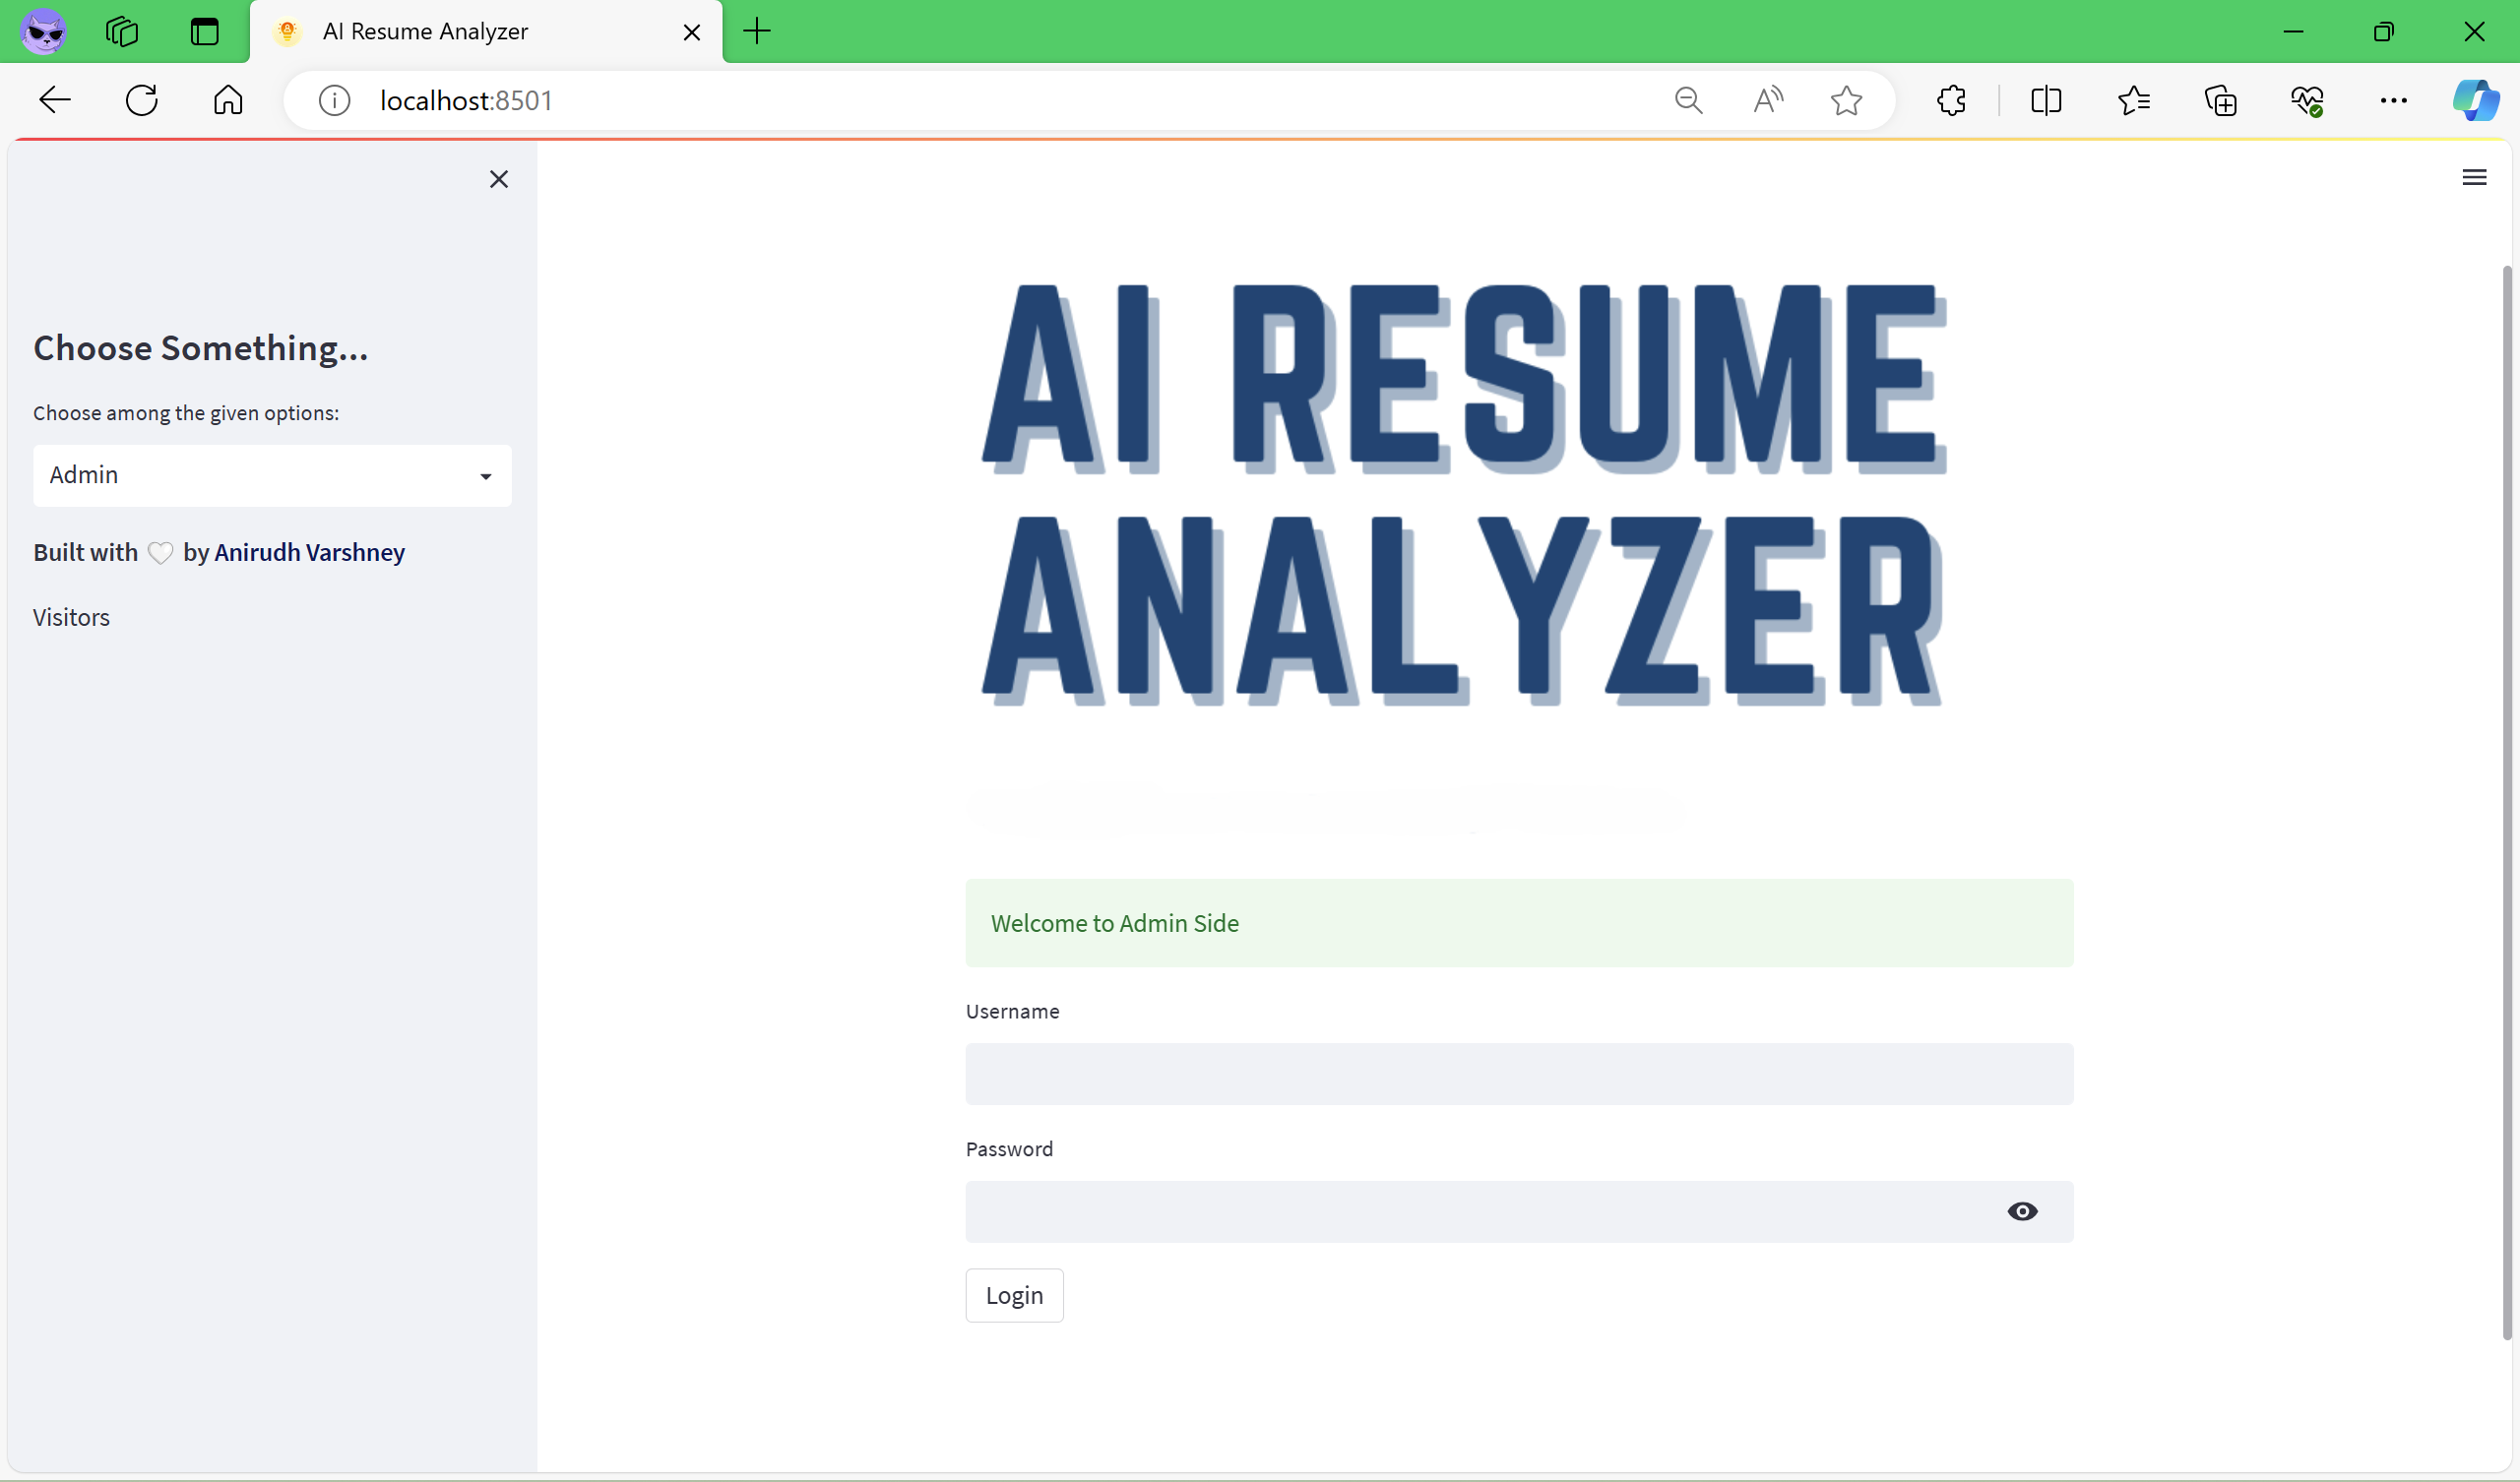 AI Resume Analyzer
localhost:8501
Choose Something...
Choose among the given options:
Admin
Built with 🤍 by Anirudh Varshney
Visitors
AI RESUME
ANALYZER
Welcome to Admin Side
Username
Password
Login